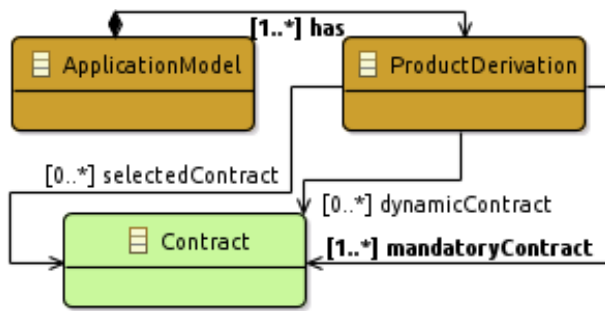 [1..*] has
ApplicationModel
ProductDerivation
[0..*] selectedContract
[0..*] dynamicContract
Contract
[1..*] mandatoryContract